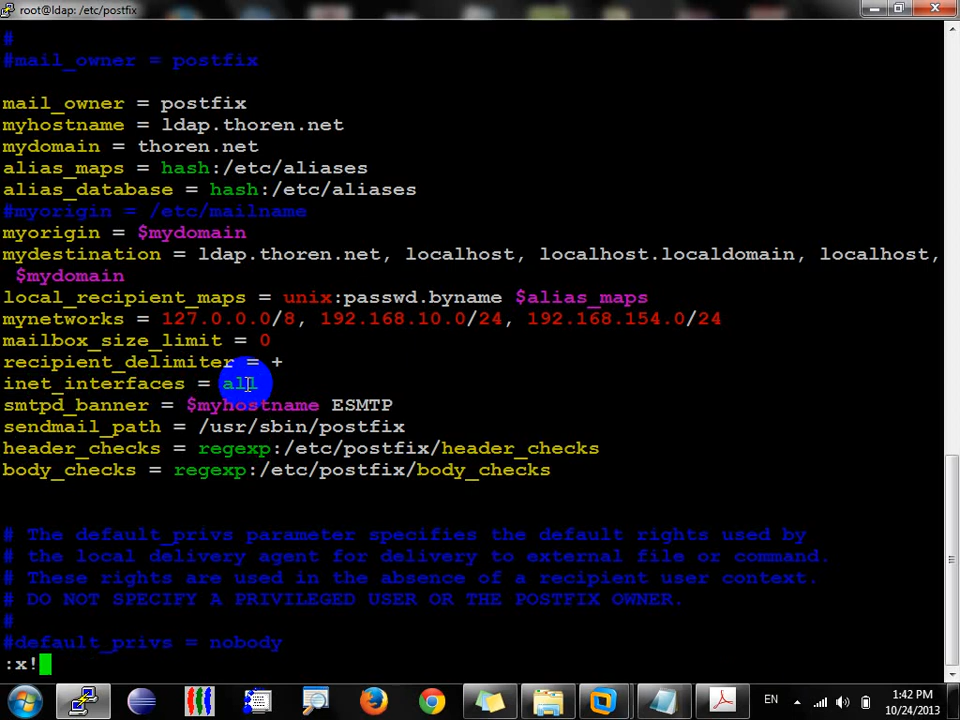 root@ldap: /etc/postfix
#
#mail_owner = postfix
mail_owner = postfix
myhostname = ldap.thoren.net
mydomain = thoren.net
alias_maps = hash:/etc/aliases
alias_database = hash:/etc/aliases
#myorigin = /etc/mailname
myorigin = $mydomain
mydestination = ldap.thoren.net, localhost, localhost.localdomain, localhost,
$mydomain
local_recipient_maps = unix:passwd.byname $alias_maps
mynetworks = 127.0.0.0/8, 192.168.10.0/24, 192.168.154.0/24
mailbox_size_limit = 0
recipient_delimiter = +
inet_interfaces = all
smtpd_banner = $myhostname ESMTP
sendmail_path = /usr/sbin/postfix
header_checks = regexp:/etc/postfix/header_checks
body_checks = regexp:/etc/postfix/body_checks
# The default_privs parameter specifies the default rights used by
# the local delivery agent for delivery to external file or command.
# These rights are used in the absence of a recipient user context.
# DO NOT SPECIFY A PRIVILEGED USER OR THE POSTFIX OWNER.
#
#default_privs = nobody
:x!
EN
1:42 PM
10/24/2013